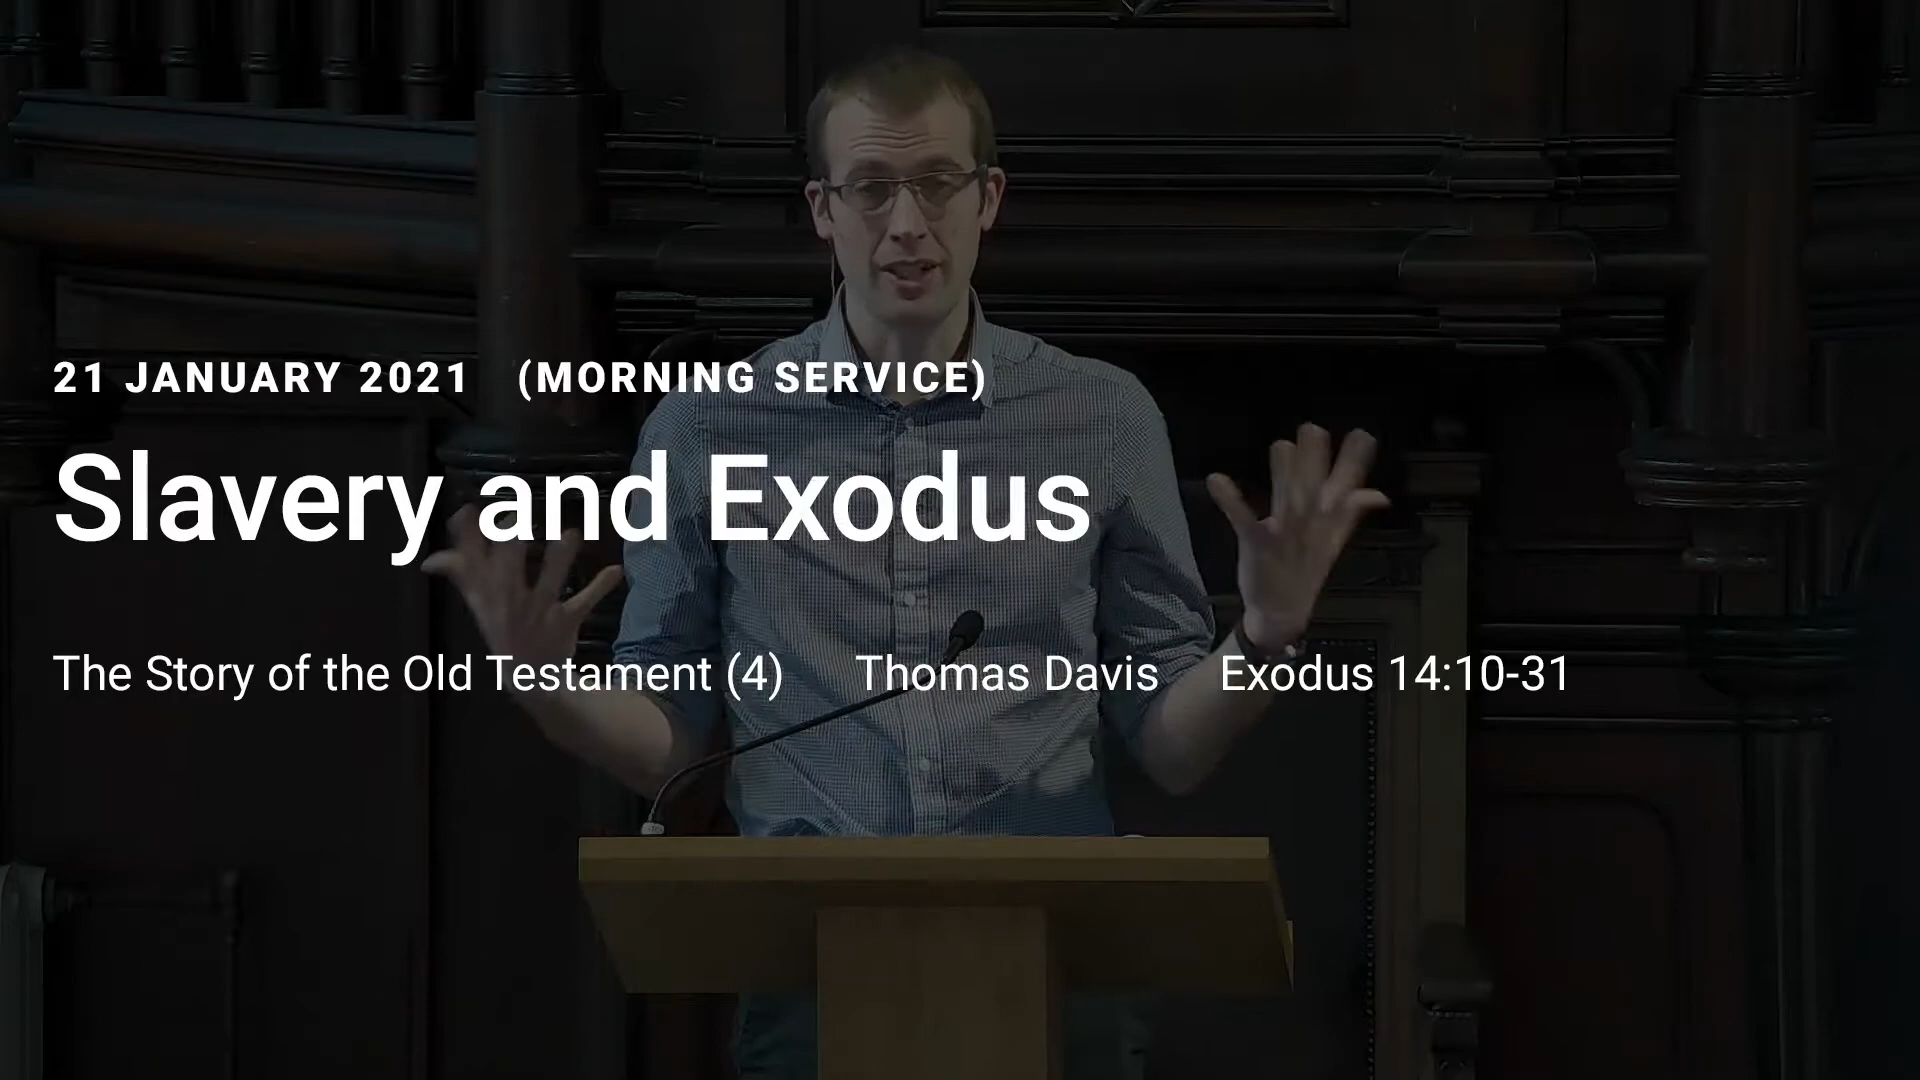 21 JANUARY 2021 (MORNING SERVICE)
Slavery and Exodus
The Story of the Old Testament (4) Thomas Davis Exodus 14:10-31